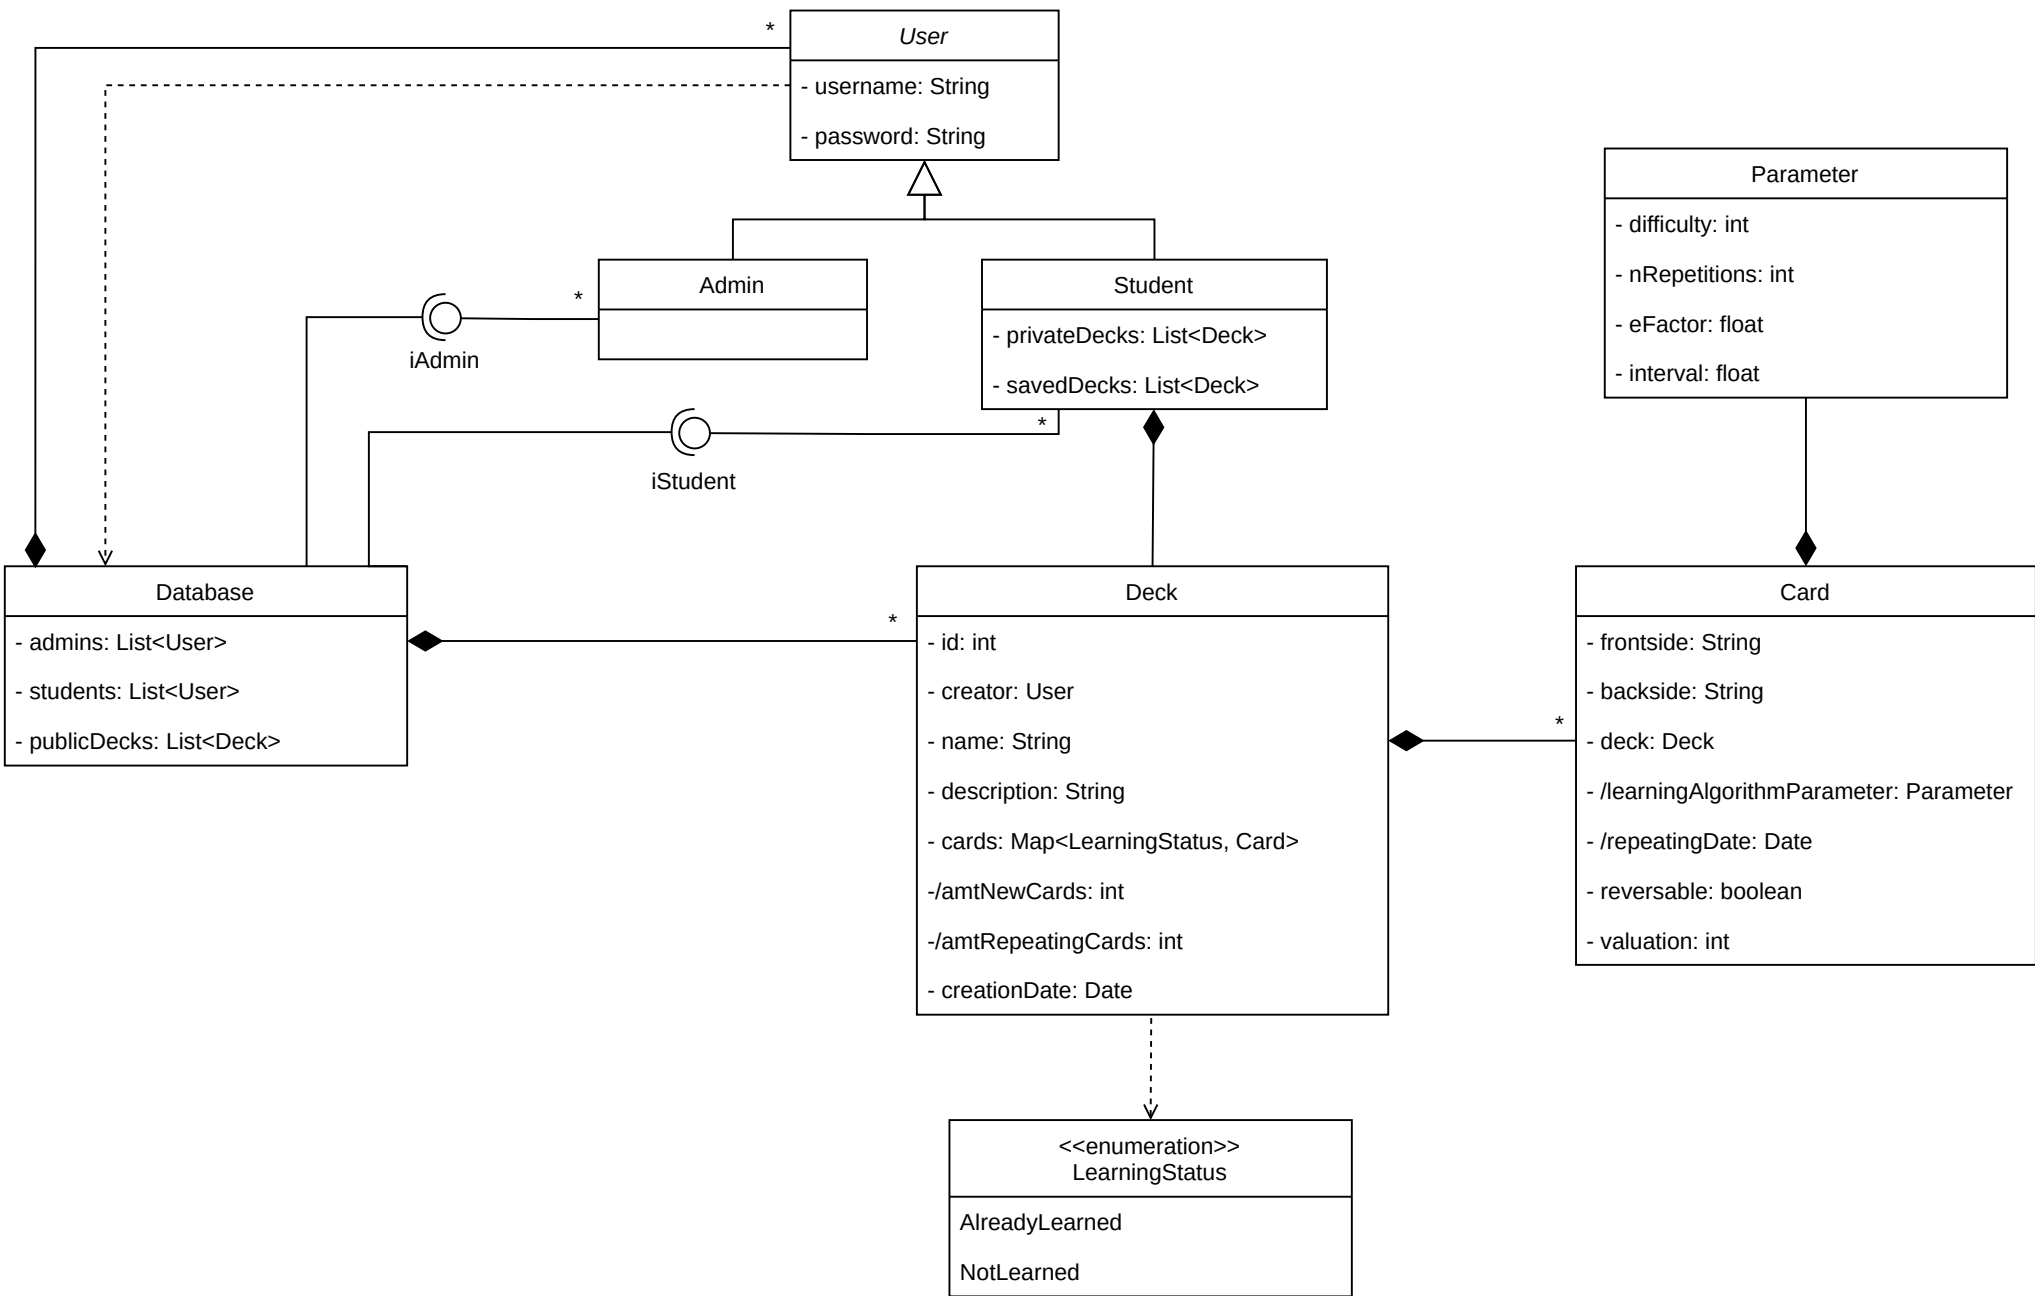 *
User
- username: String
- password: String
Parameter
- difficulty: int
- nRepetitions: int
- eFactor: float
- interval: float
Admin
*
iAdmin
Student
- privateDecks: List<Deck>
- savedDecks: List<Deck>
*
iStudent
Database
- admins: List<User>
- students: List<User>
- publicDecks: List<Deck>
*
Deck
- id: int
- creator: User
- name: String
- description: String
- cards: Map<LearningStatus, Card>
-/amtNewCards: int
-/amtRepeatingCards: int
- creationDate: Date
*
Card
- frontside: String
- backside: String
- deck: Deck
- /learningAlgorithmParameter: Parameter
- /repeatingDate: Date
- reversable: boolean
- valuation: int
<<enumeration>>
LearningStatus
AlreadyLearned
NotLearned